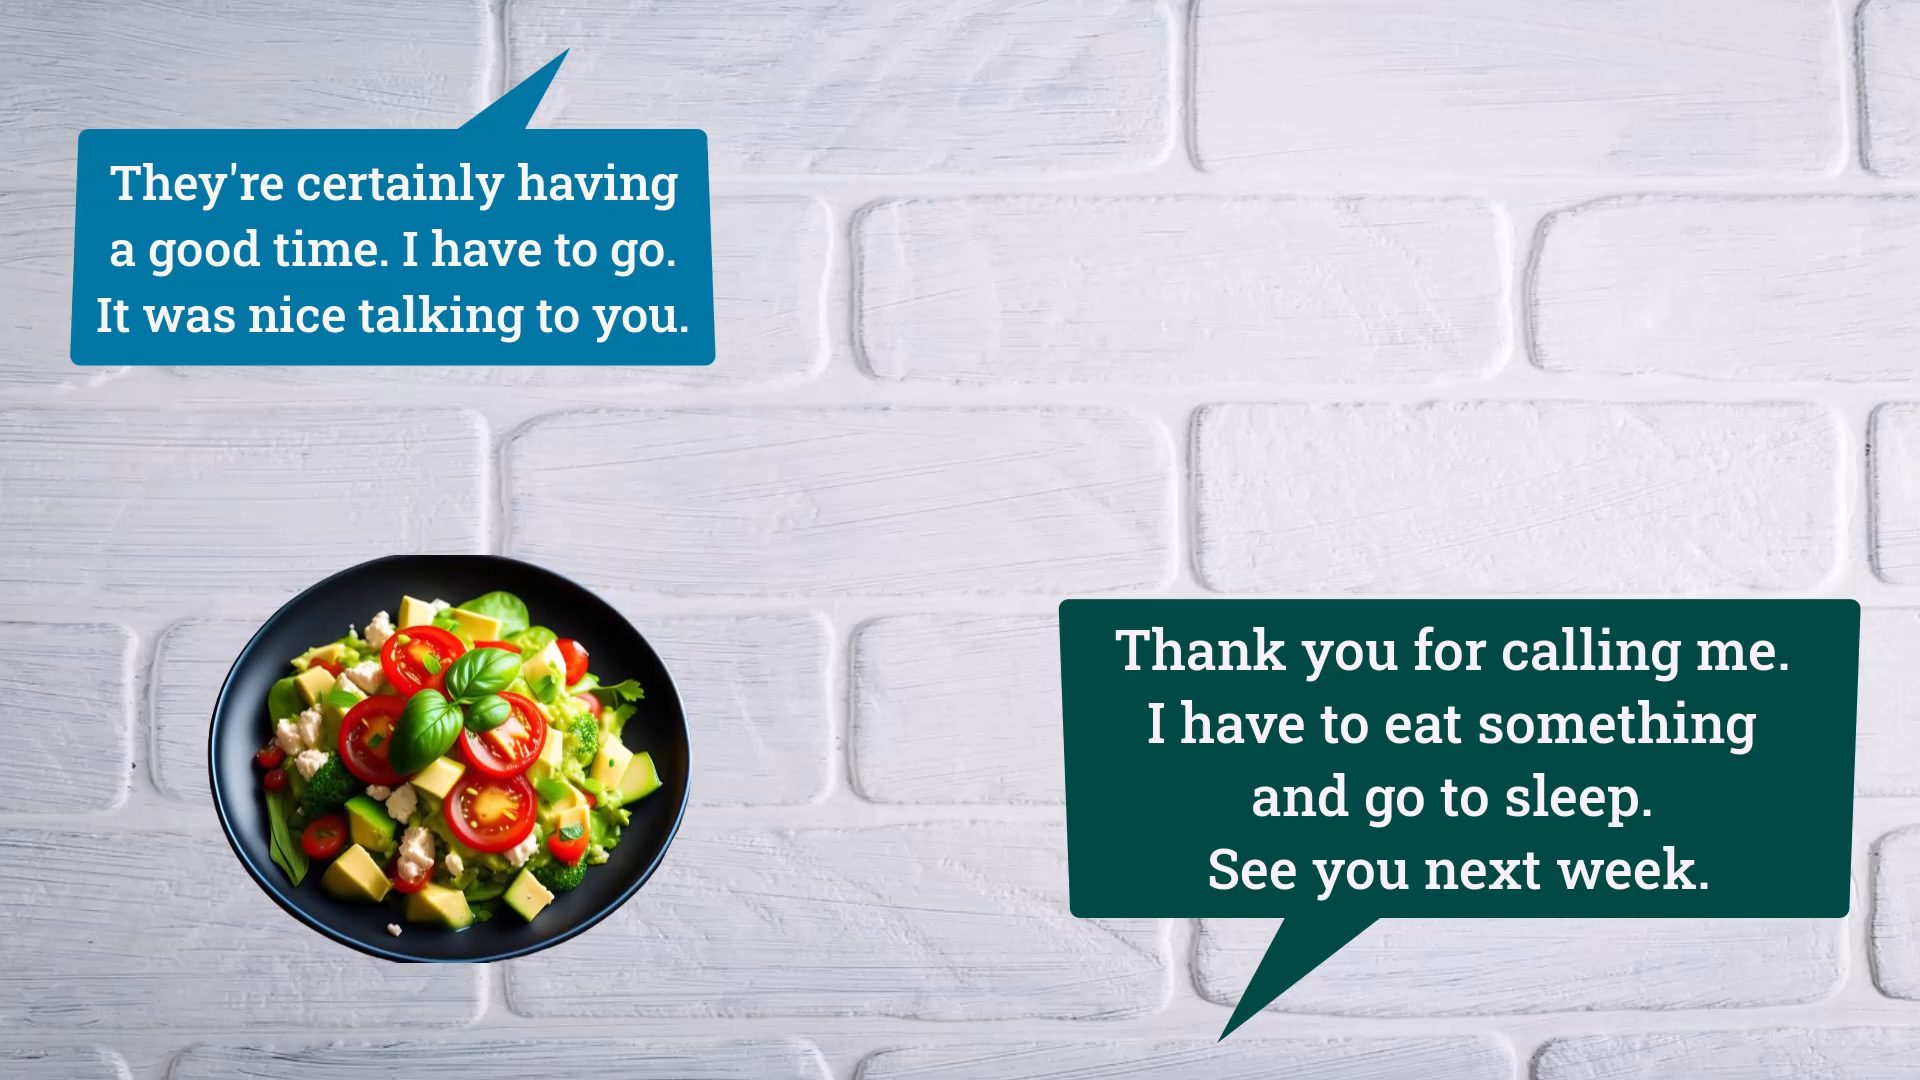 They're certainly having
a good time. I have to go.
It was nice talking to you.
Thank you for calling me.
I have to eat something
and go to sleep.
See you next week.